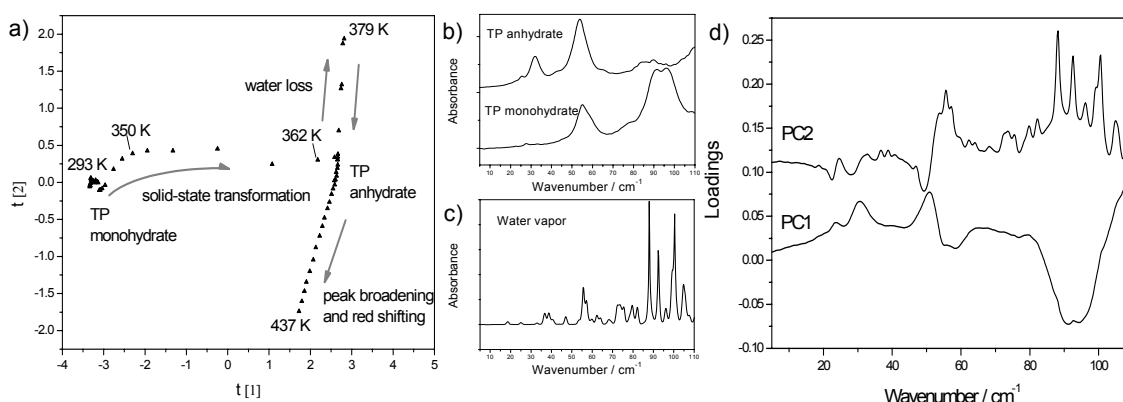 a)
2.0
1.5
1.0
0.5
0.0
-0.5
-1.0
-1.5
-2.0
t [2]
-4
-3
-2
-1
0
1
2
3
4
5
t [1]
379 K
water loss
350 K
362 K
293 K
solid-state transformation
TP
monohydrate
TP
anhydrate
peak broadening
and red shifting
437 K
b)
TP anhydrate
TP monohydrate
Absorbance
10
20
30
40
50
60
70
80
90
100
110
Wavenumber / cm-1
c)
Water vapor
Absorbance
10
20
30
40
50
60
70
80
90
100
110
Wavenumber / cm-1
d)
0.25
0.20
0.15
0.10
0.05
0.00
-0.05
-0.10
Loadings
PC2
PC1
20
40
60
80
100
Wavenumber / cm-1